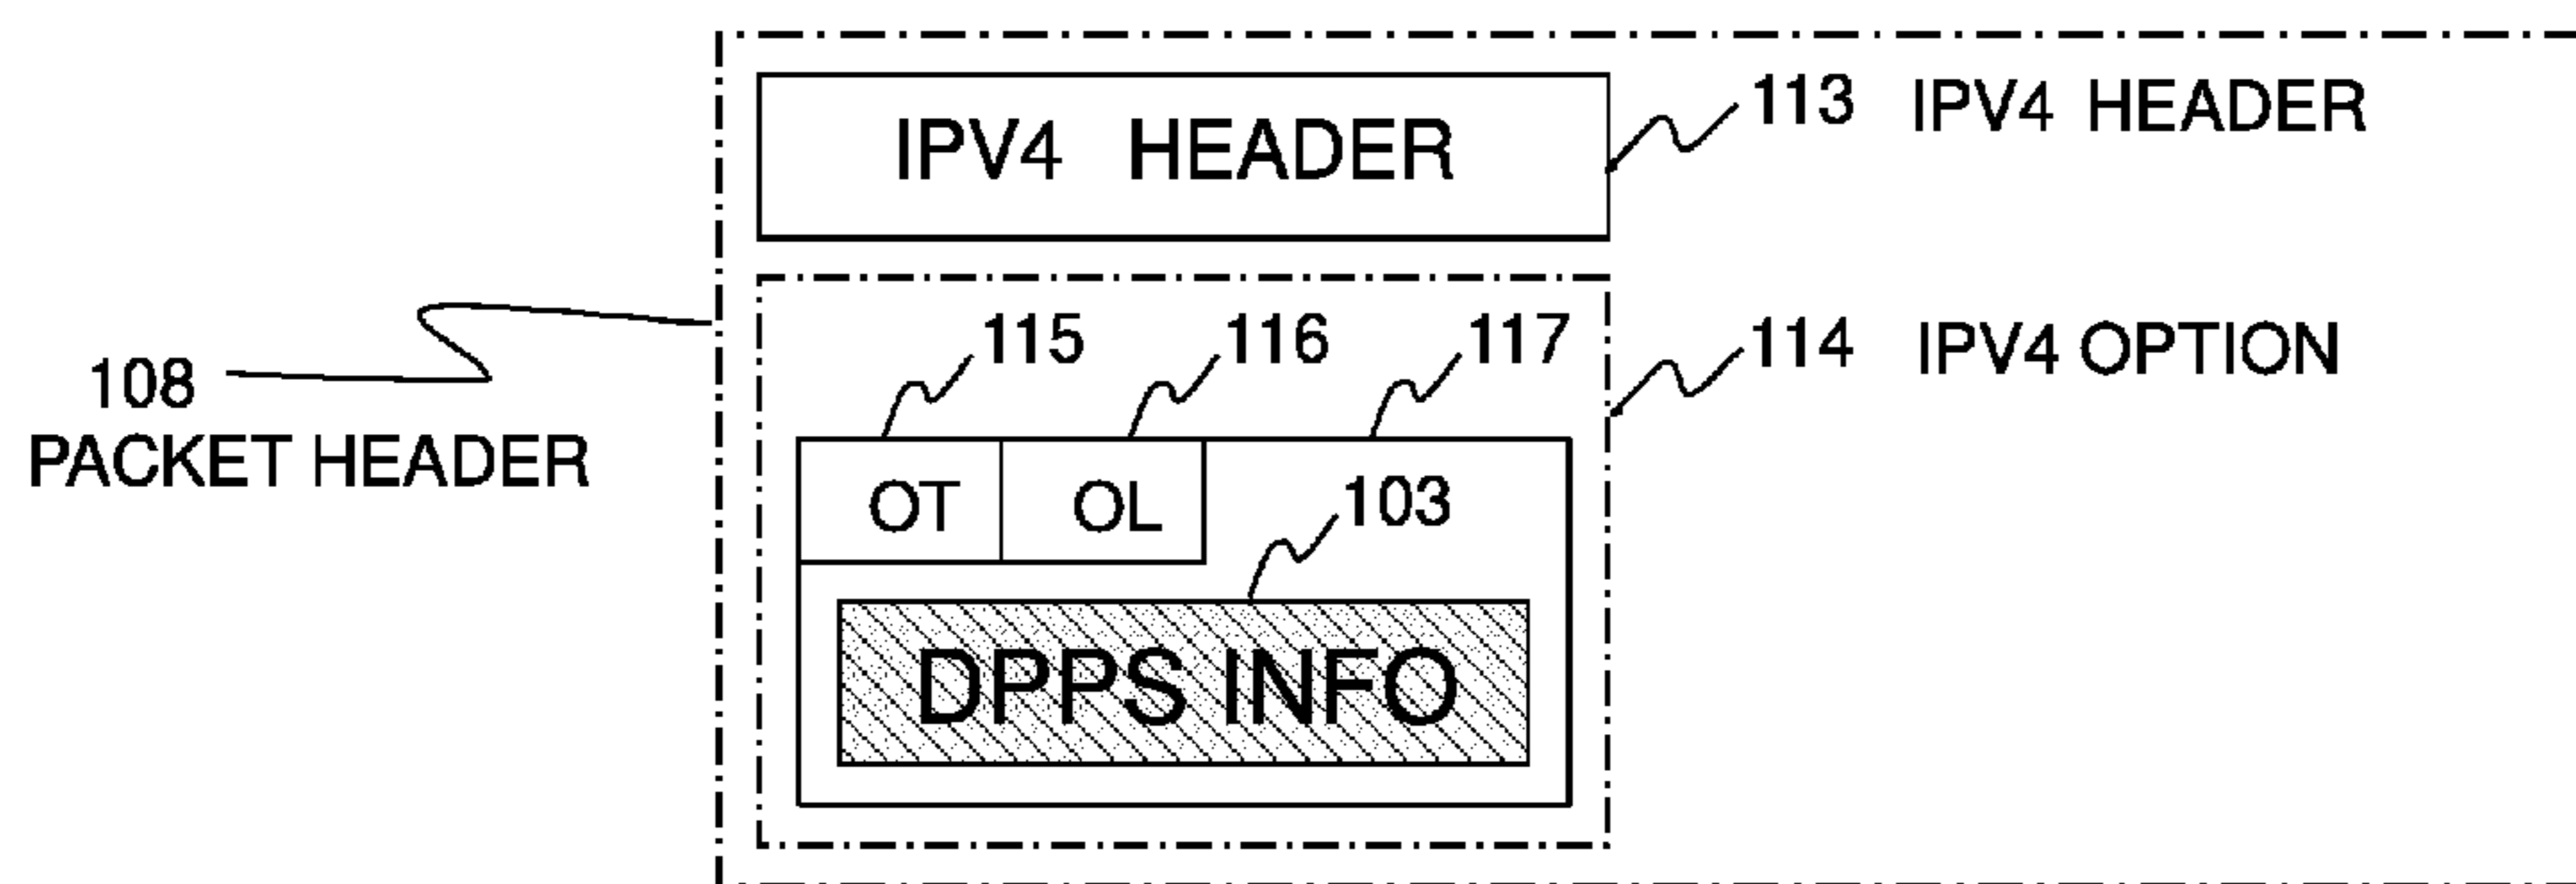 IPV4 HEADER
113 IPV4 HEADER
115 116 117
114 IPV4 OPTION
108
PACKET HEADER
OT OL
103
DPPS INFO